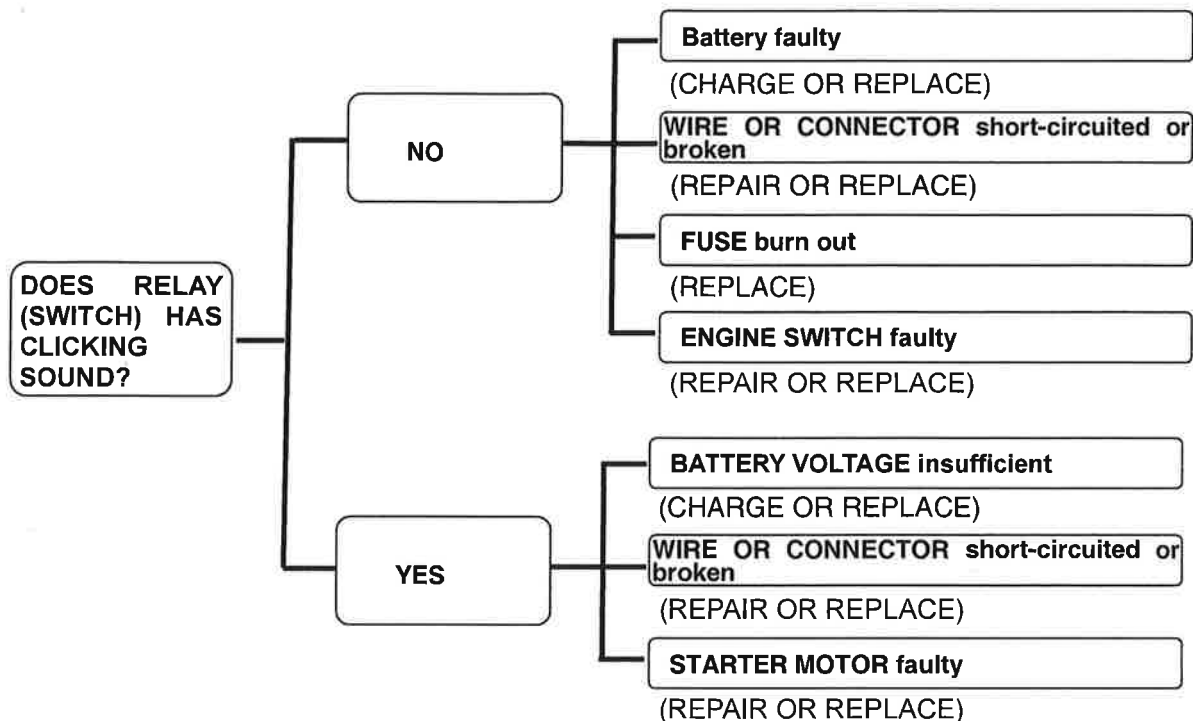 DOES RELAY
(SWITCH) HAS
CLICKING
SOUND?
NO
Battery faulty
(CHARGE OR REPLACE)
WIRE OR CONNECTOR short-circuited or
broken
(REPAIR OR REPLACE)
FUSE burn out
(REPLACE)
ENGINE SWITCH faulty
(REPAIR OR REPLACE)
YES
BATTERY VOLTAGE insufficient
(CHARGE OR REPLACE)
WIRE OR CONNECTOR short-circuited or
broken
(REPAIR OR REPLACE)
STARTER MOTOR faulty
(REPAIR OR REPLACE)